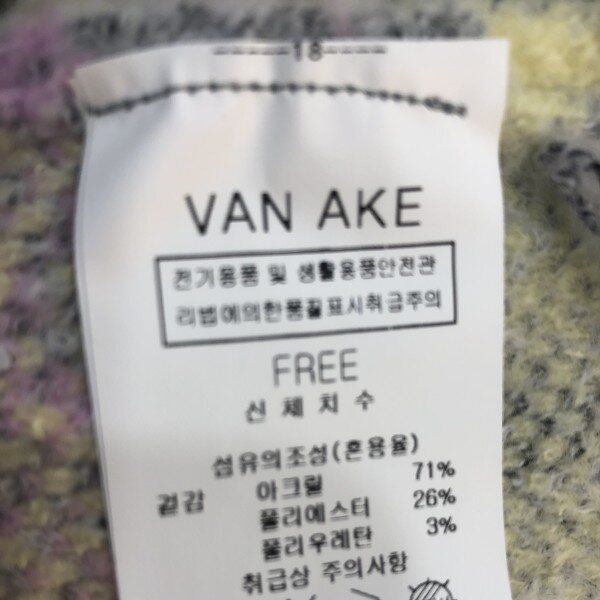 18
VAN AKE
전기용품 및 생활용품안전관
리법에의한품질표시취급주의
FREE
신체치수
섬유의조성(혼용율)
겉감 아크릴 71%
폴리에스터 26%
폴리우레탄 3%
취급상 주의사항